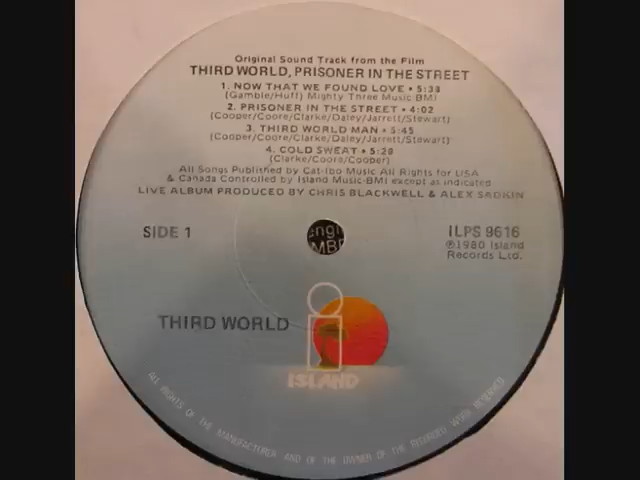 Original Sound Track from the Film
THIRD WORLD, PRISONER IN THE STREET
1. NOW THAT WE FOUND LOVE • 5:38
(Gamble/Huff) Mighty Three Music-BMI
2. PRISONER IN THE STREET • 4:02
(Cooper/Coore/Clarke/Daley/Jarrett/Stewart)
3. THIRD WORLD MAN • 5:45
(Cooper/Coore/Clarke/Daley/Jarrett/Stewart)
4. COLD SWEAT • 5:28
(Clarke/Coore/Cooper)
All Songs Published by Cat-Ibo Music All Rights for USA
& Canada Controlled by Island Music-BMI except as indicated
LIVE ALBUM PRODUCED BY CHRIS BLACKWELL & ALEX SADKIN
SIDE 1
ILPS 9616
℗1980 Island
Records Ltd.
THIRD WORLD
ISLAND
ALL RIGHTS OF THE MANUFACTURER AND OF THE OWNER OF THE RECORDED WORK RESERVED